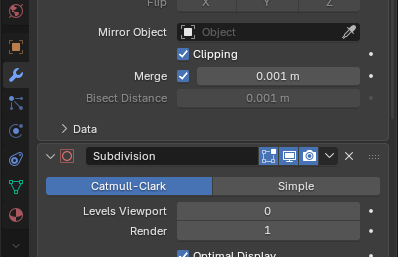 Flip X Y Z
Mirror Object Object
Clipping
Merge 0.001 m
Bisect Distance 0.001 m
Data
Subdivision
Catmull-Clark Simple
Levels Viewport 0
Render 1
Optimal Display